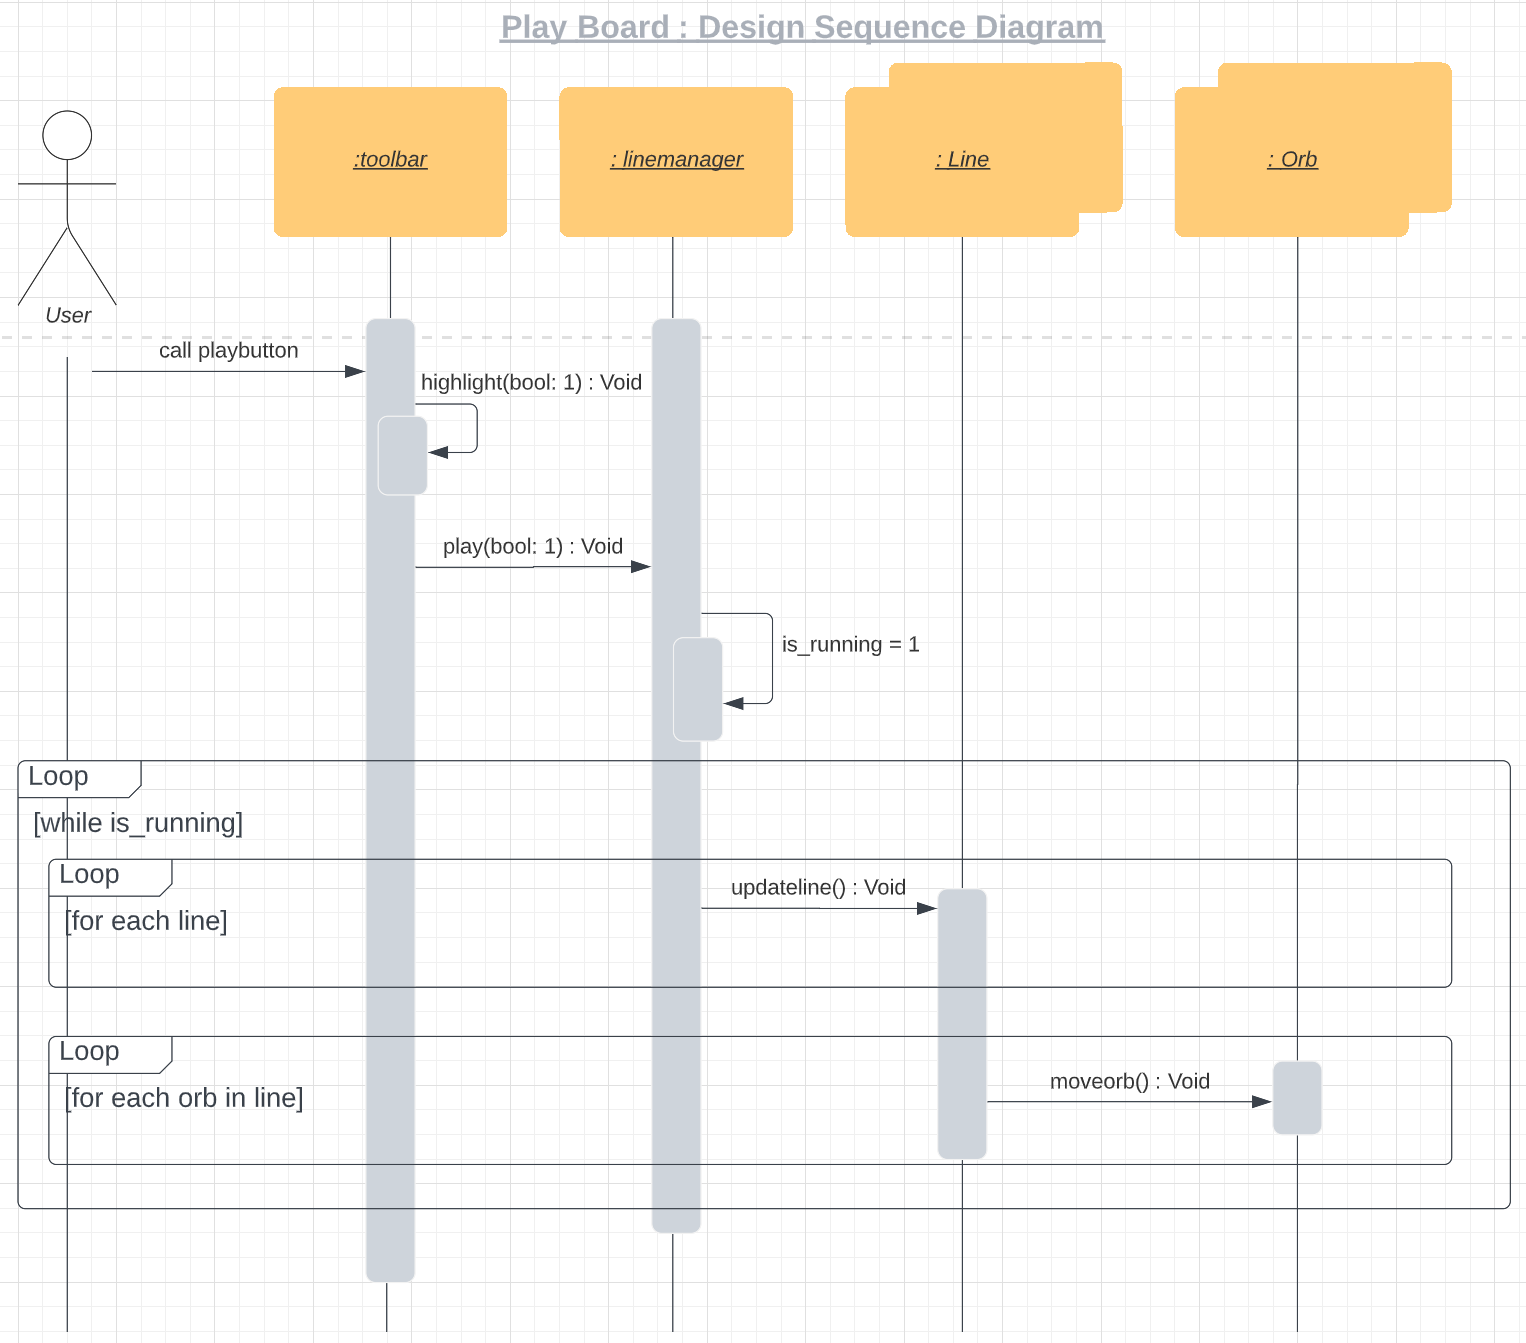 Play Board : Design Sequence Diagram
:toolbar
: linemanager
: Line
: Orb
User
call playbutton
highlight(bool: 1) : Void
play(bool: 1) : Void
is_running = 1
Loop
[while is_running]
Loop
updateline() : Void
[for each line]
Loop
moveorb() : Void
[for each orb in line]